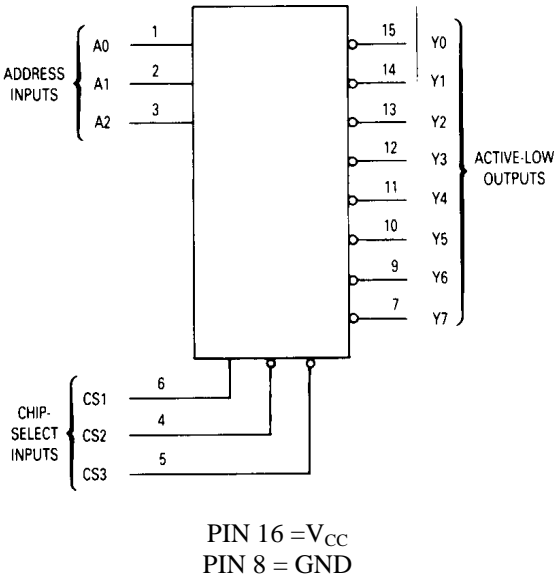 ADDRESS
INPUTS
A0 1
A1 2
A2 3
15 Y0
14 Y1
13 Y2
12 Y3
11 Y4
10 Y5
9 Y6
7 Y7
ACTIVE-LOW
OUTPUTS
CHIP-
SELECT
INPUTS
CS1 6
CS2 4
CS3 5
PIN 16 =VCC
PIN 8 = GND